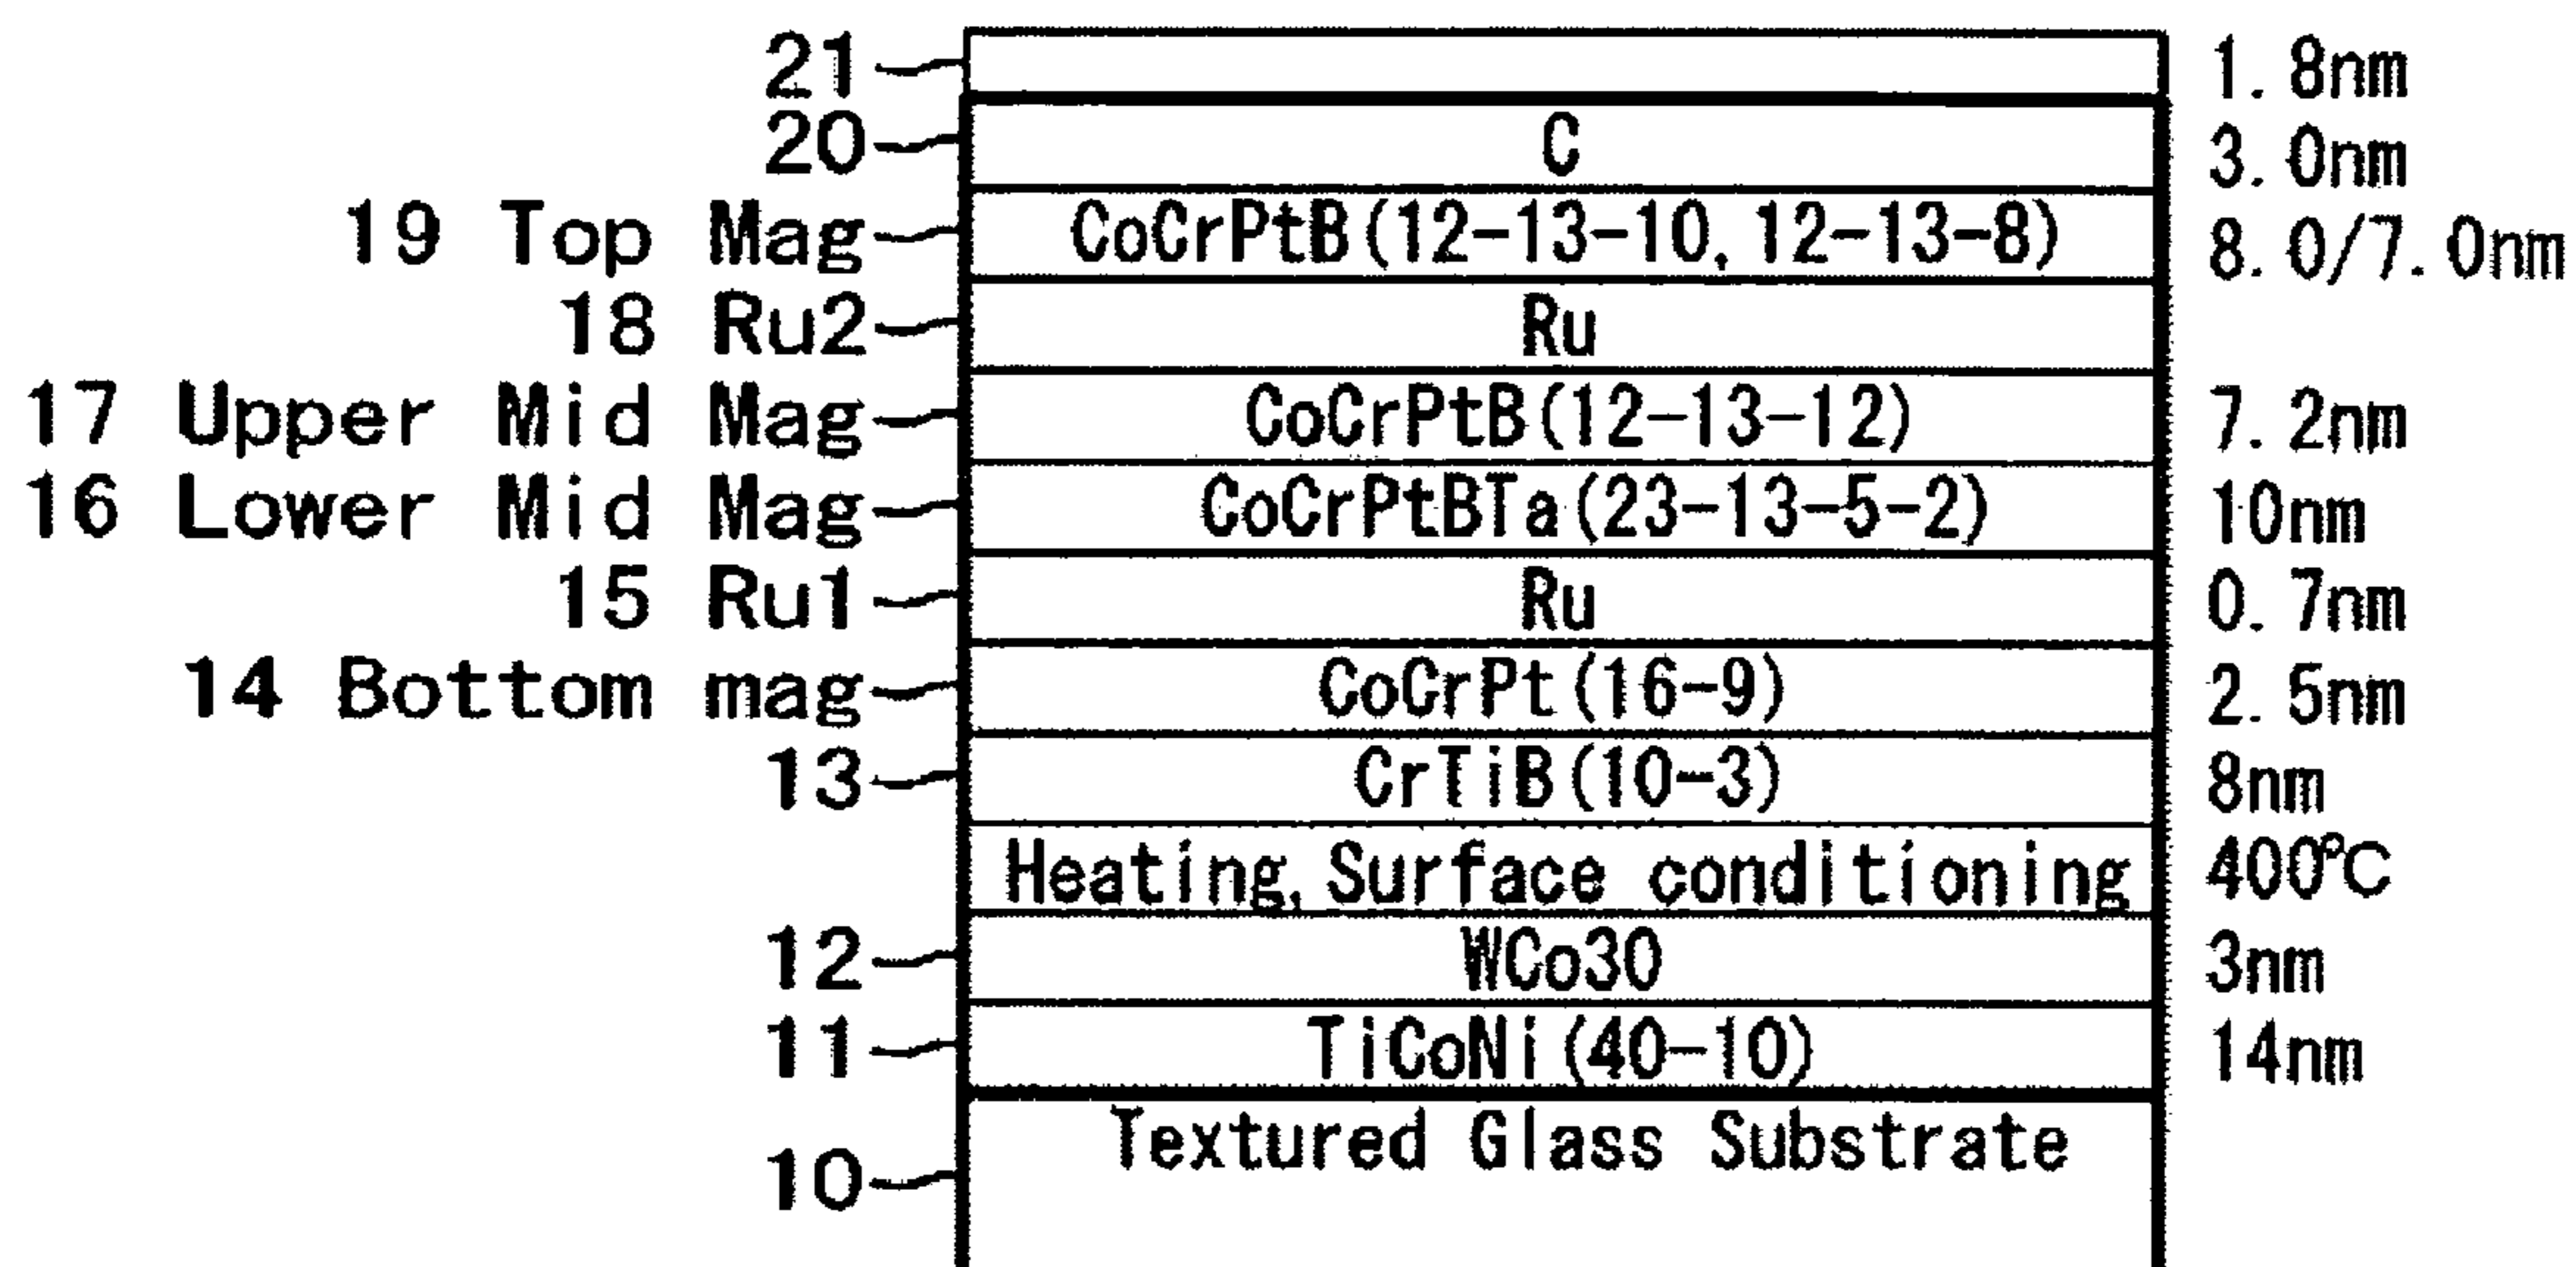 21 1.8nm
20 C 3.0nm
19 Top Mag CoCrPtB(12-13-10, 12-13-8) 8.0/7.0nm
18 Ru2 Ru
17 Upper Mid Mag CoCrPtB(12-13-12) 7.2nm
16 Lower Mid Mag CoCrPtBTa(23-13-5-2) 10nm
15 Ru1 Ru 0.7nm
14 Bottom mag CoCrPt(16-9) 2.5nm
13 CrTiB(10-3) 8nm
Heating, Surface conditioning 400℃
12 WCo30 3nm
11 TiCoNi(40-10) 14nm
10 Textured Glass Substrate